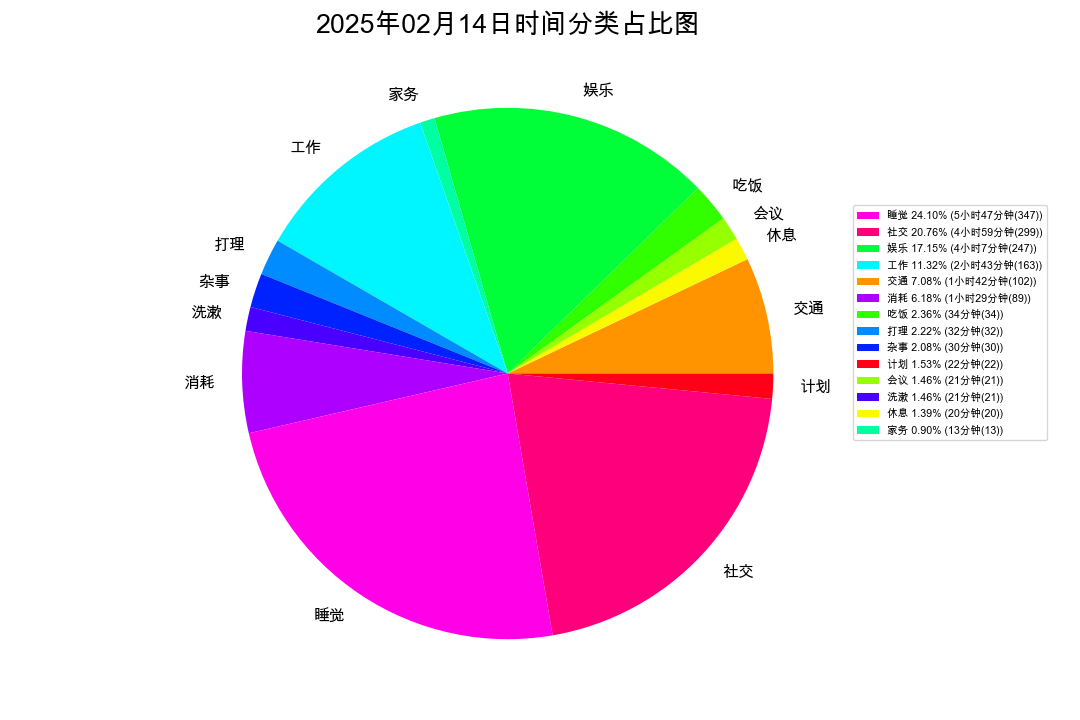 2025年02月14日时间分类占比图
家务
娱乐
工作
吃饭
会议
休息
打理
杂事
洗漱
交通
消耗
计划
社交
睡觉
睡觉 24.10% (5小时47分钟(347))
社交 20.76% (4小时59分钟(299))
娱乐 17.15% (4小时7分钟(247))
工作 11.32% (2小时43分钟(163))
交通 7.08% (1小时42分钟(102))
消耗 6.18% (1小时29分钟(89))
吃饭 2.36% (34分钟(34))
打理 2.22% (32分钟(32))
杂事 2.08% (30分钟(30))
计划 1.53% (22分钟(22))
会议 1.46% (21分钟(21))
洗漱 1.46% (21分钟(21))
休息 1.39% (20分钟(20))
家务 0.90% (13分钟(13))